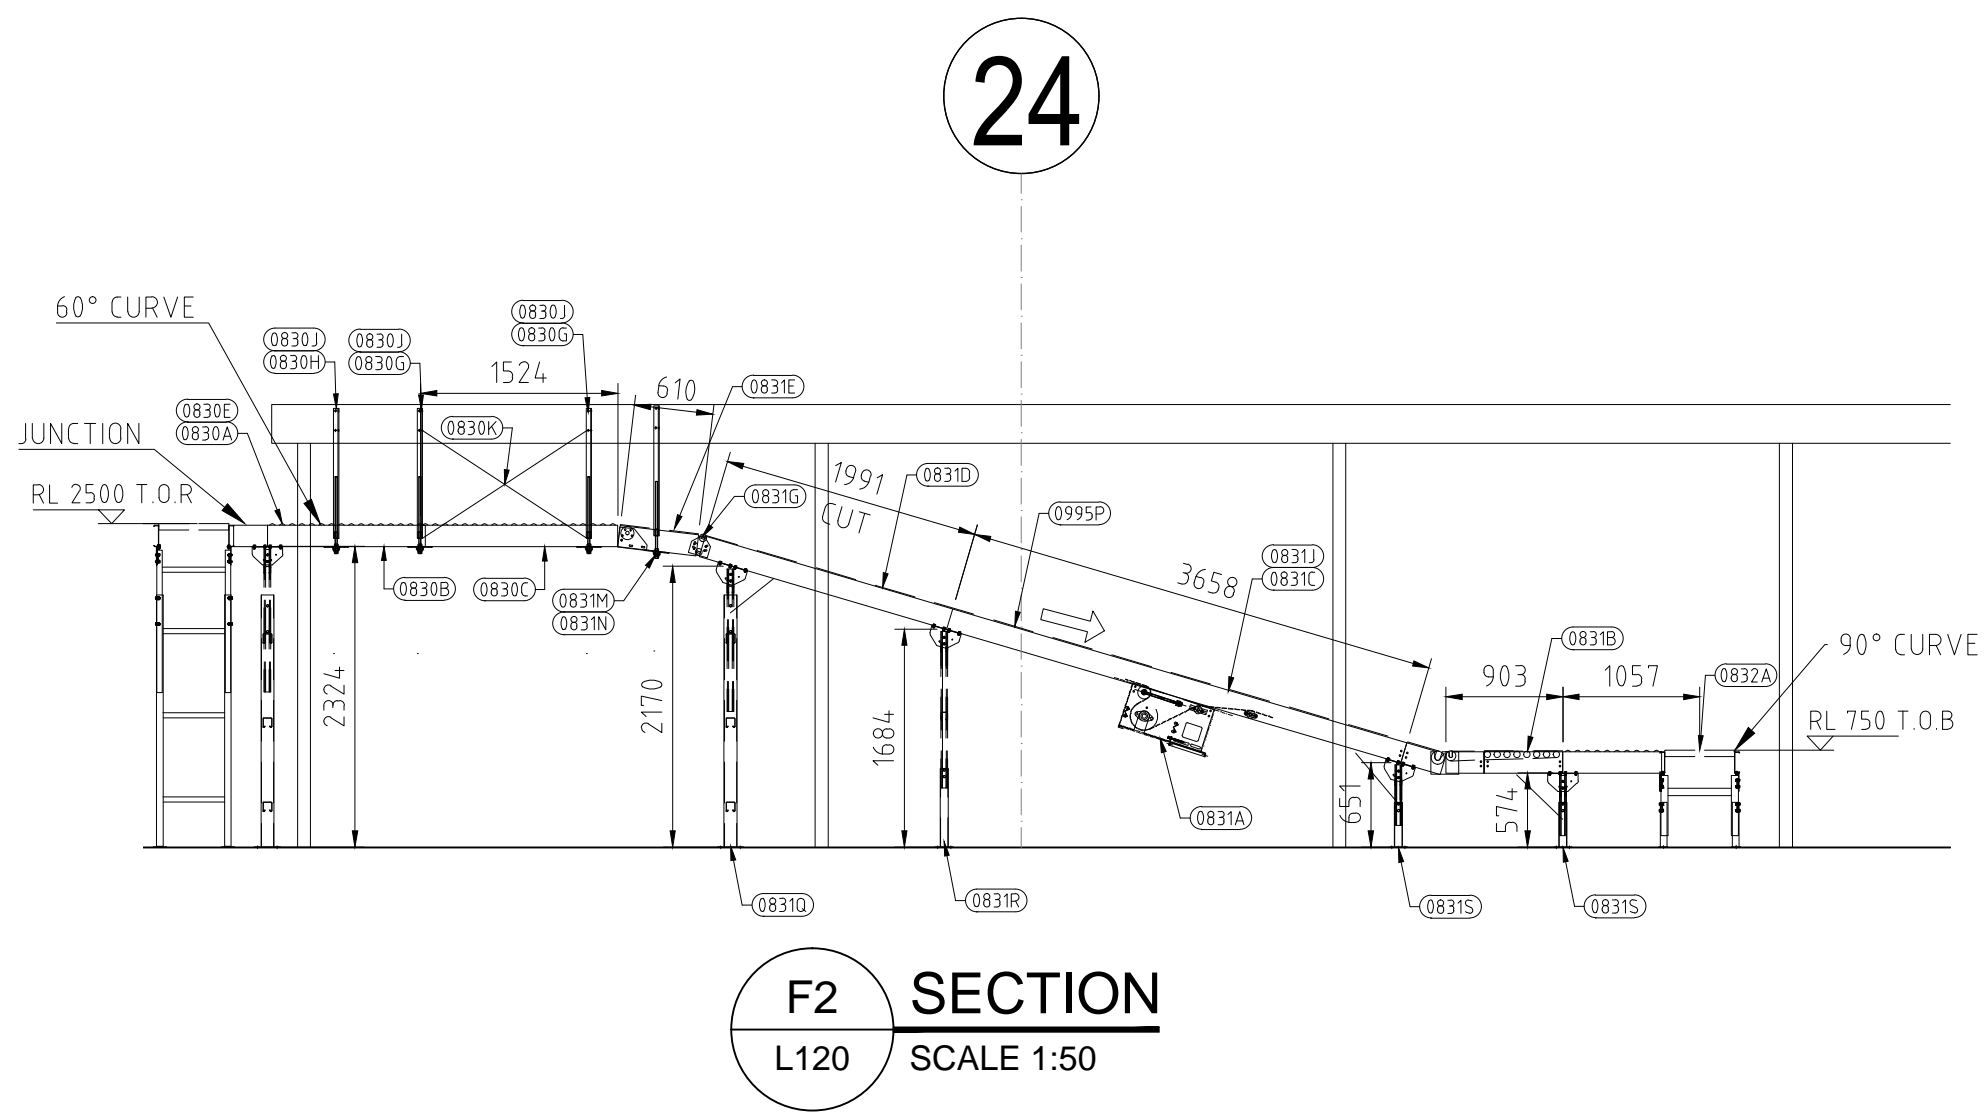 24
60° CURVE
0830J
0830H
0830J
0830G
0830J
0830G
1524
610
0831E
0830E
0830A
0830K
JUNCTION
RL 2500 T.O.R
1991
CUT
0831D
0831G
0995P
0831J
0831C
3658
0830B
0830C
0831M
0831N
2324
2170
1684
0831B
903
1057
0832A
90° CURVE
RL 750 T.O.B
651
574
0831A
0831Q
0831R
0831S
0831S
F2
L120
SECTION
SCALE 1:50